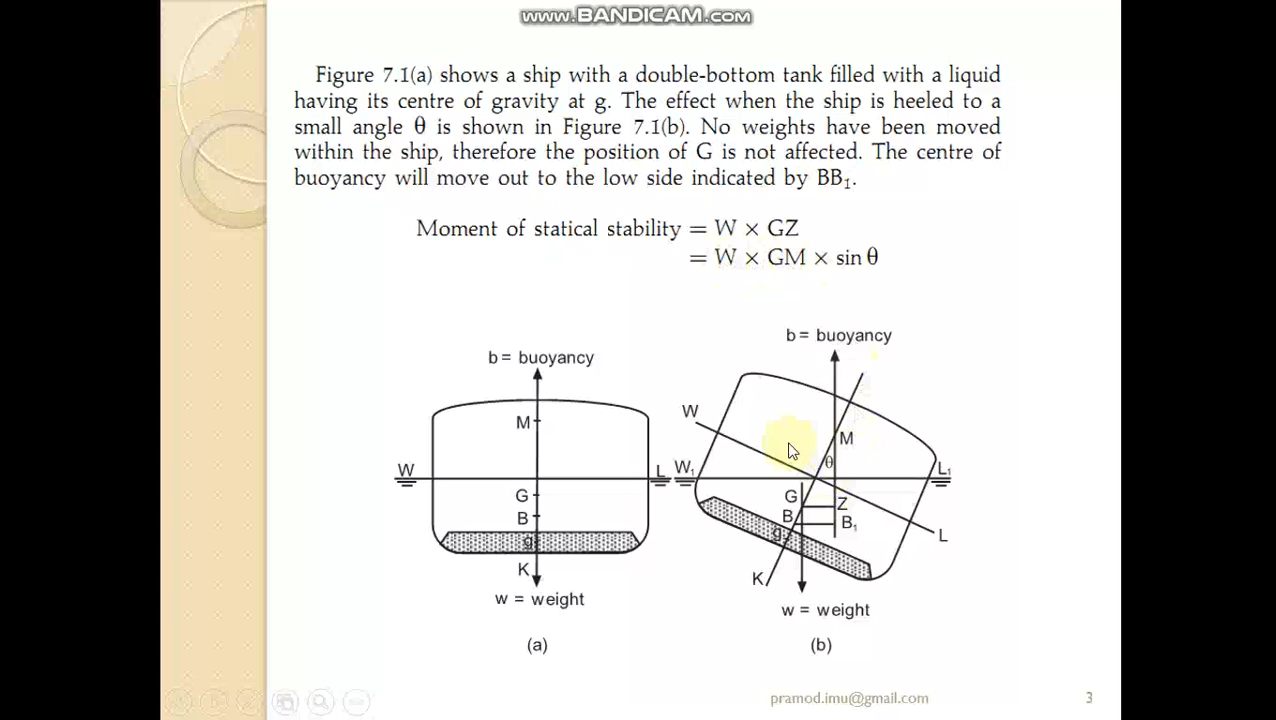 www.BANDICAM.com
Figure 7.1(a) shows a ship with a double-bottom tank filled with a liquid
having its centre of gravity at g. The effect when the ship is heeled to a
small angle θ is shown in Figure 7.1(b). No weights have been moved
within the ship, therefore the position of G is not affected. The centre of
buoyancy will move out to the low side indicated by BB₁.
Moment of statical stability = W × GZ
= W × GM × sin θ
b = buoyancy
M
W
L
G
B
g
K
w = weight
(a)
b = buoyancy
W
M
θ
W₁
L₁
G
Z
B
B₁
g
L
K
w = weight
(b)
pramod.imu@gmail.com
3